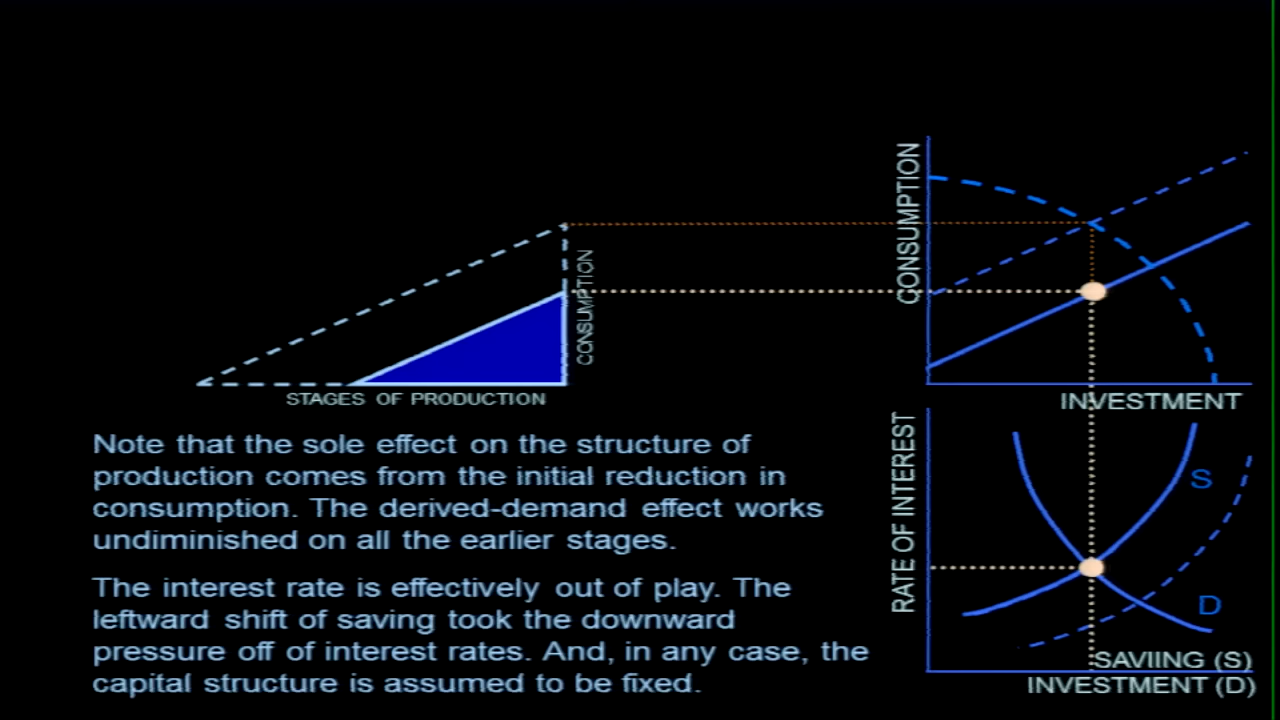 CONSUMPTION
CONSUMPTION
STAGES OF PRODUCTION
INVESTMENT
RATE OF INTEREST
S
D
SAVIING (S)
INVESTMENT (D)
Note that the sole effect on the structure of
production comes from the initial reduction in
consumption. The derived-demand effect works
undiminished on all the earlier stages.
The interest rate is effectively out of play. The
leftward shift of saving took the downward
pressure off of interest rates. And, in any case, the
capital structure is assumed to be fixed.